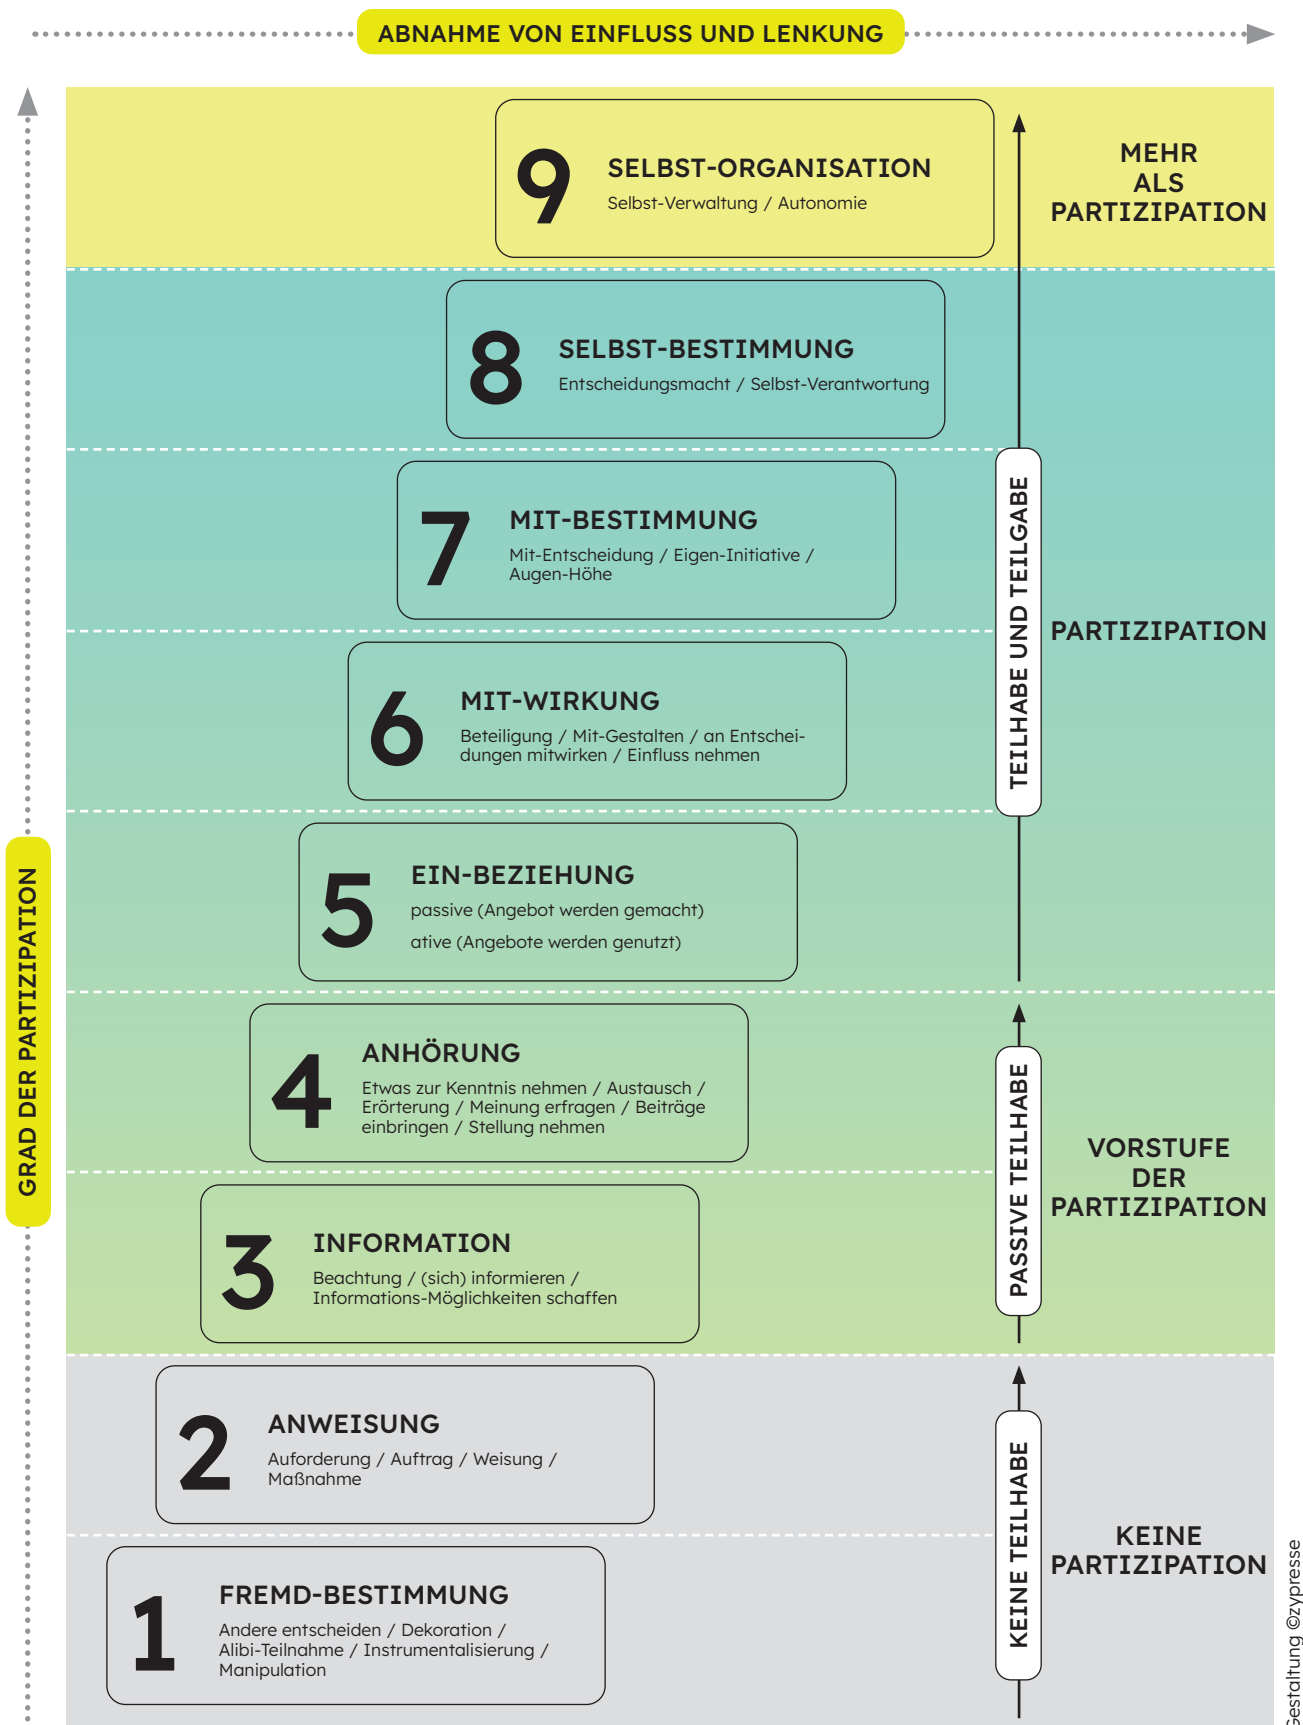 ABNAHME VON EINFLUSS UND LENKUNG
9
SELBST-ORGANISATION
Selbst-Verwaltung / Autonomie
MEHR
ALS
PARTIZIPATION
8
SELBST-BESTIMMUNG
Entscheidungsmacht / Selbst-Verantwortung
7
MIT-BESTIMMUNG
Mit-Entscheidung / Eigen-Initiative /
Augen-Höhe
TEILHABE UND TEILGABE
PARTIZIPATION
6
MIT-WIRKUNG
Beteiligung / Mit-Gestalten / an Entschei-
dungen mitwirken / Einfluss nehmen
5
EIN-BEZIEHUNG
passive (Angebot werden gemacht)
ative (Angebote werden genutzt)
GRAD DER PARTIZIPATION
4
ANHÖRUNG
Etwas zur Kenntnis nehmen / Austausch /
Erörterung / Meinung erfragen / Beiträge
einbringen / Stellung nehmen
PASSIVE TEILHABE
VORSTUFE
DER
PARTIZIPATION
3
INFORMATION
Beachtung / (sich) informieren /
Informations-Möglichkeiten schaffen
2
ANWEISUNG
Auforderung / Auftrag / Weisung /
Maßnahme
KEINE TEILHABE
KEINE
PARTIZIPATION
1
FREMD-BESTIMMUNG
Andere entscheiden / Dekoration /
Alibi-Teilnahme / Instrumentalisierung /
Manipulation
Gestaltung ©zypresse